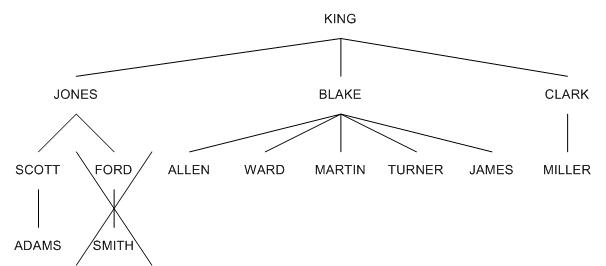 KING
JONES BLAKE CLARK
SCOTT FORD ALLEN WARD MARTIN TURNER JAMES MILLER
ADAMS SMITH